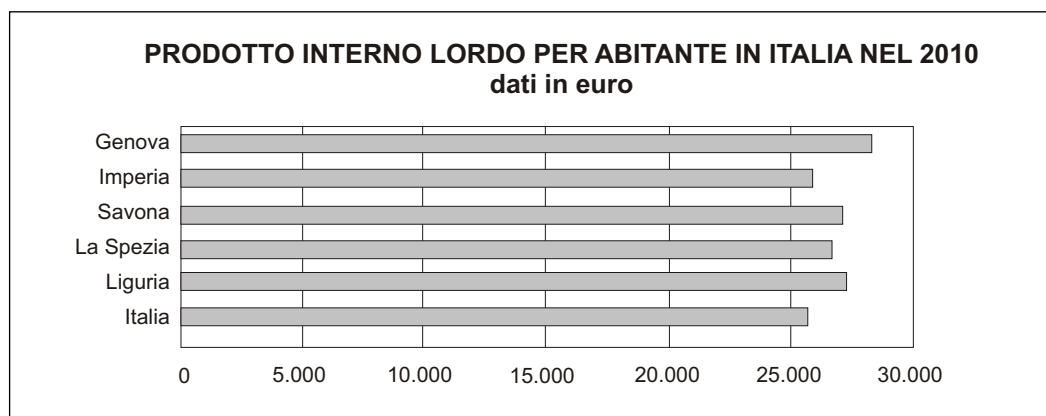 PRODOTTO INTERNO LORDO PER ABITANTE IN ITALIA NEL 2010
dati in euro
Genova
Imperia
Savona
La Spezia
Liguria
Italia
0 5.000 10.000 15.000 20.000 25.000 30.000